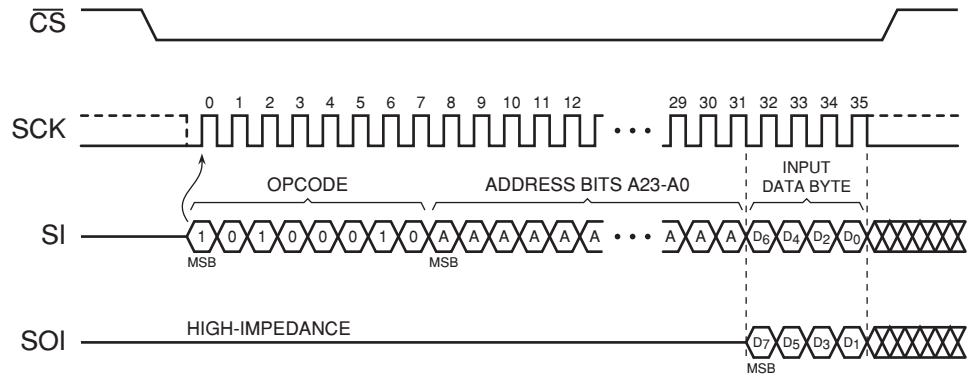 CS
0 1 2 3 4 5 6 7 8 9 10 11 12 29 30 31 32 33 34 35
SCK
OPCODE ADDRESS BITS A23-A0 INPUT
DATA BYTE
SI 1 0 1 0 0 0 1 0 A A A A A A ••• A A A D6 D4 D2 D0
MSB MSB
HIGH-IMPEDANCE
SOI D7 D5 D3 D1
MSB